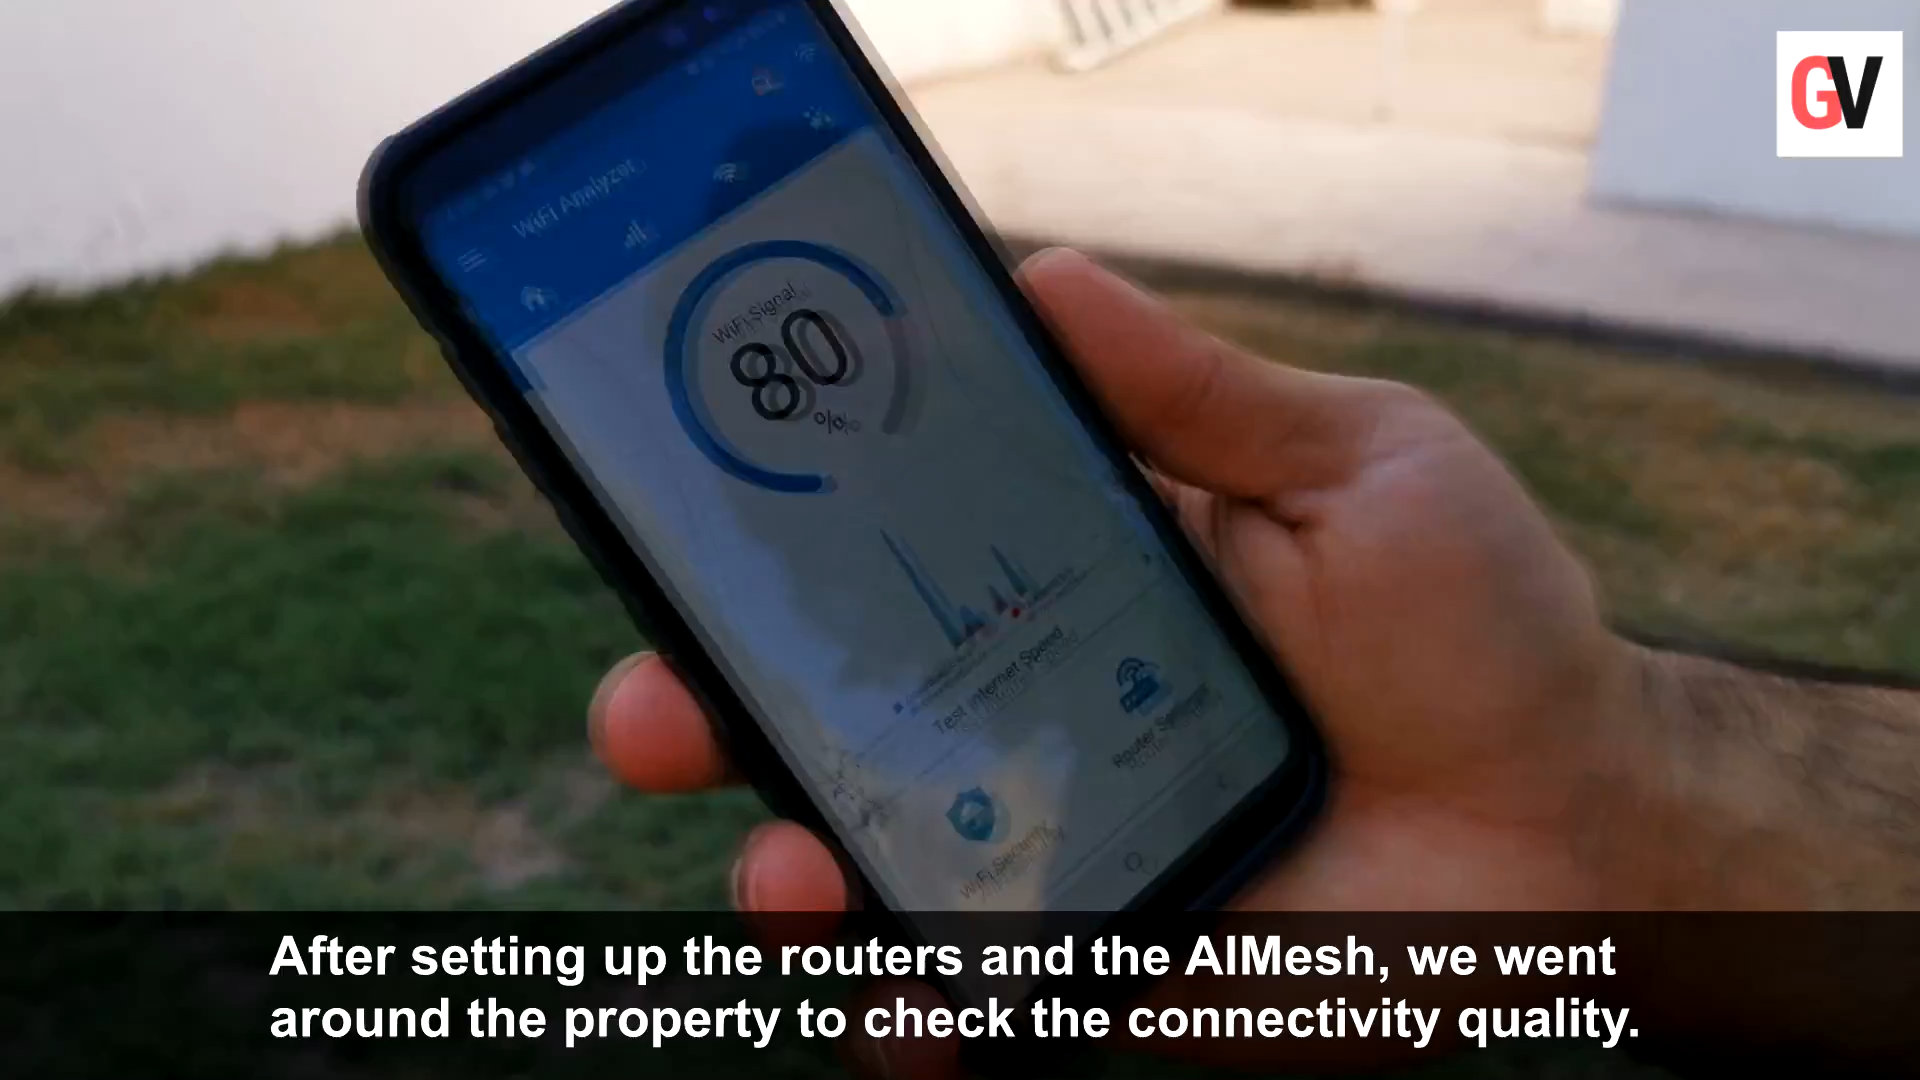 GV
WiFi Analyzer
WiFi Signal
80
%
Test Internet Speed
Router Settings
WiFi Security
After setting up the routers and the AIMesh, we went
around the property to check the connectivity quality.